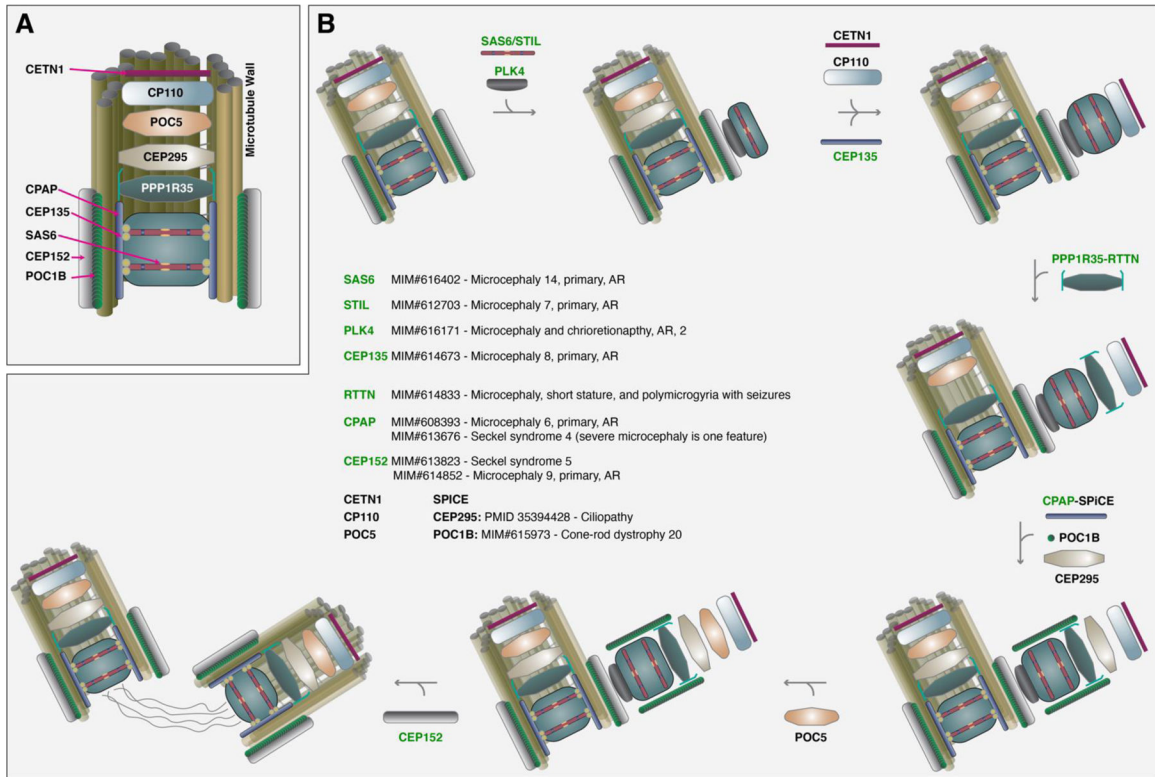 A
CETN1
CP110
POC5
CEP295
PPP1R35
CPAP
CEP135
SAS6
CEP152
POC1B
Microtubule Wall
B
SAS6/STIL
PLK4
CETN1
CP110
CEP135
PPP1R35-RTTN
SAS6 MIM#616402 - Microcephaly 14, primary, AR
STIL MIM#612703 - Microcephaly 7, primary, AR
PLK4 MIM#616171 - Microcephaly and chrioretionapthy, AR, 2
CEP135 MIM#614673 - Microcephaly 8, primary, AR
RTTN MIM#614833 - Microcephaly, short stature, and polymicrogyria with seizures
CPAP MIM#608393 - Microcephaly 6, primary, AR
MIM#613676 - Seckel syndrome 4 (severe microcephaly is one feature)
CEP152 MIM#613823 - Seckel syndrome 5
MIM#614852 - Microcephaly 9, primary, AR
CETN1 SPICE
CP110 CEP295: PMID 35394428 - Ciliopathy
POC5 POC1B: MIM#615973 - Cone-rod dystrophy 20
CPAP-SPiCE
POC1B
CEP295
POC5
CEP152